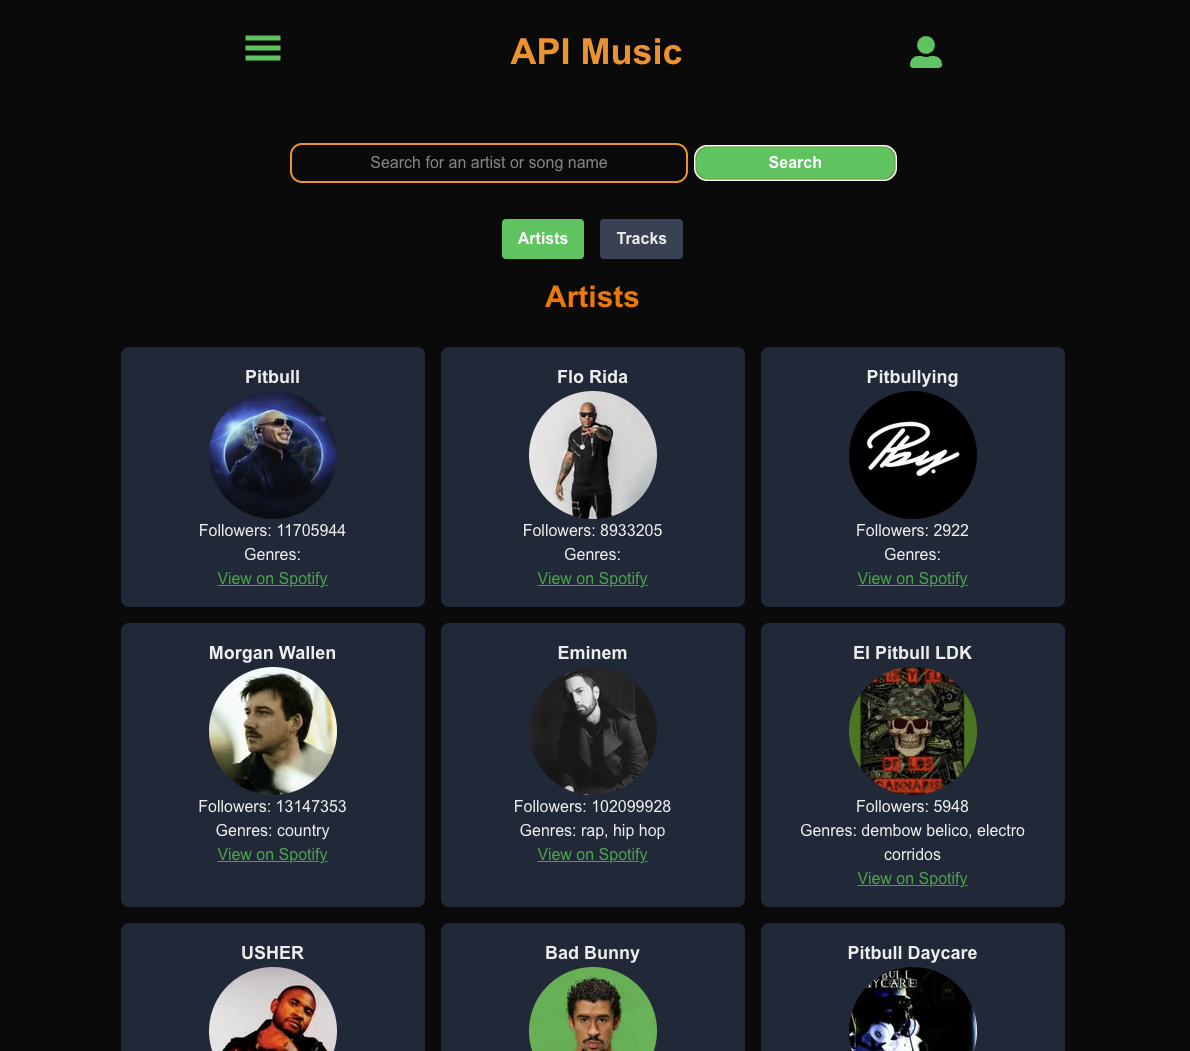 API Music
Search for an artist or song name
Search
Artists
Tracks
Artists
Pitbull
Followers: 11705944
Genres:
View on Spotify
Flo Rida
Followers: 8933205
Genres:
View on Spotify
Pitbullying
Pby
Followers: 2922
Genres:
View on Spotify
Morgan Wallen
Followers: 13147353
Genres: country
View on Spotify
Eminem
Followers: 102099928
Genres: rap, hip hop
View on Spotify
El Pitbull LDK
Followers: 5948
Genres: dembow belico, electro
corridos
View on Spotify
USHER
Bad Bunny
Pitbull Daycare